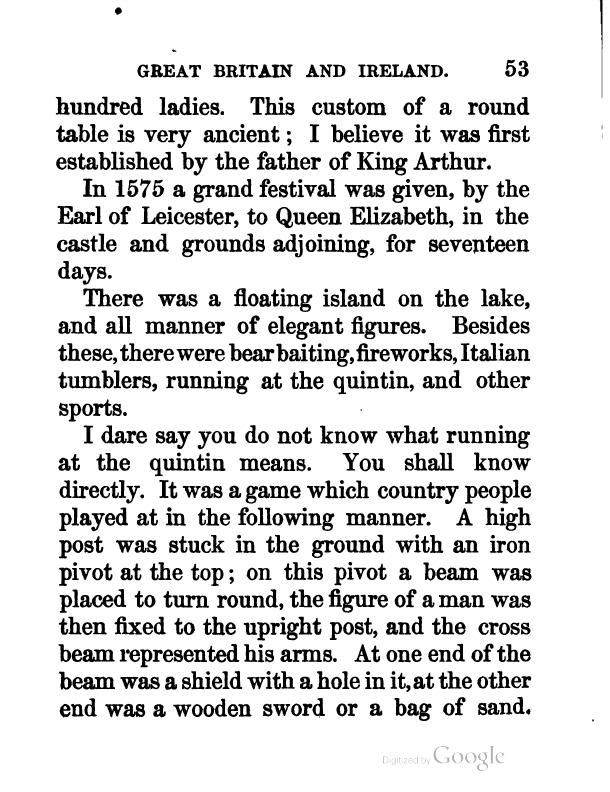 GREAT BRITAIN AND IRELAND. 53
hundred ladies. This custom of a round
table is very ancient; I believe it was first
established by the father of King Arthur.
In 1575 a grand festival was given, by the
Earl of Leicester, to Queen Elizabeth, in the
castle and grounds adjoining, for seventeen
days.
There was a floating island on the lake,
and all manner of elegant figures. Besides
these, there were bear baiting, fireworks, Italian
tumblers, running at the quintin, and other
sports.
I dare say you do not know what running
at the quintin means. You shall know
directly. It was a game which country people
played at in the following manner. A high
post was stuck in the ground with an iron
pivot at the top; on this pivot a beam was
placed to turn round, the figure of a man was
then fixed to the upright post, and the cross
beam represented his arms. At one end of the
beam was a shield with a hole in it, at the other
end was a wooden sword or a bag of sand.
Digitized by Google